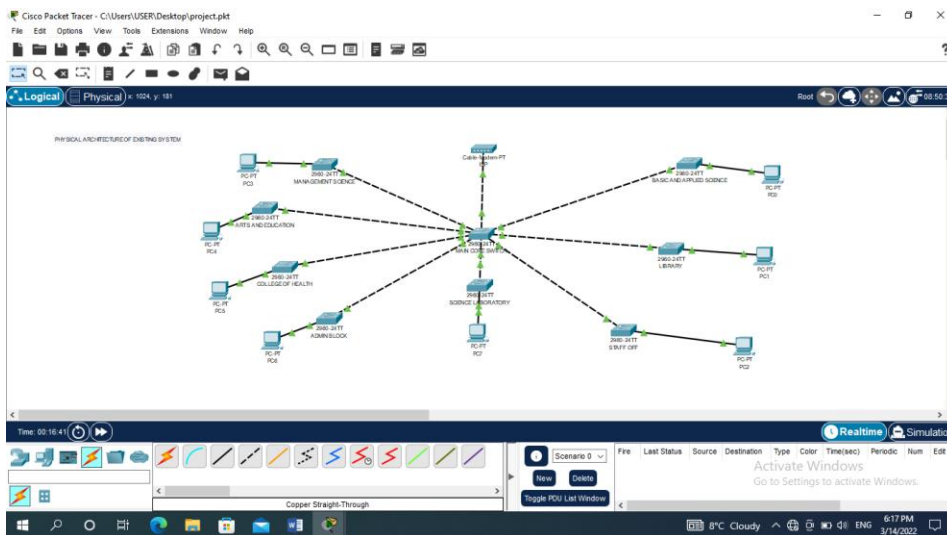 Cisco Packet Tracer - C:\Users\USER\Desktop\project.pkt
File Edit Options View Tools Extensions Window Help
Logical Physical x: 1024, y: 181
Root 08:50:
PHYSICAL ARCHITECTURE OF EXISTING SYSTEM
Cable-Modem-PT
ISP
2960-24TT
MANAGEMENT SCIENCE
PC-PT
PC3
2960-24TT
BASIC AND APPLIED SCIENCE
PC-PT
PC0
2960-24TT
ARTS AND EDUCATION
PC-PT
PC4
2960-24TT
MAIN CORE SWITCH
2960-24TT
LIBRARY
PC-PT
PC1
2960-24TT
COLLEGE OF HEALTH
PC-PT
PC5
2960-24TT
SCIENCE LABORATORY
2960-24TT
ADMIN BLOCK
PC-PT
PC6
PC-PT
PC7
2960-24TT
STAFF OFF
PC-PT
PC2
Time: 00:16:41
Realtime Simulatio
Scenario 0
New Delete
Toggle PDU List Window
Fire Last Status Source Destination Type Color Time(sec) Periodic Num Edit
Activate Windows
Go to Settings to activate Windows.
Copper Straight-Through
8°C Cloudy ENG 6:17 PM
3/14/2022